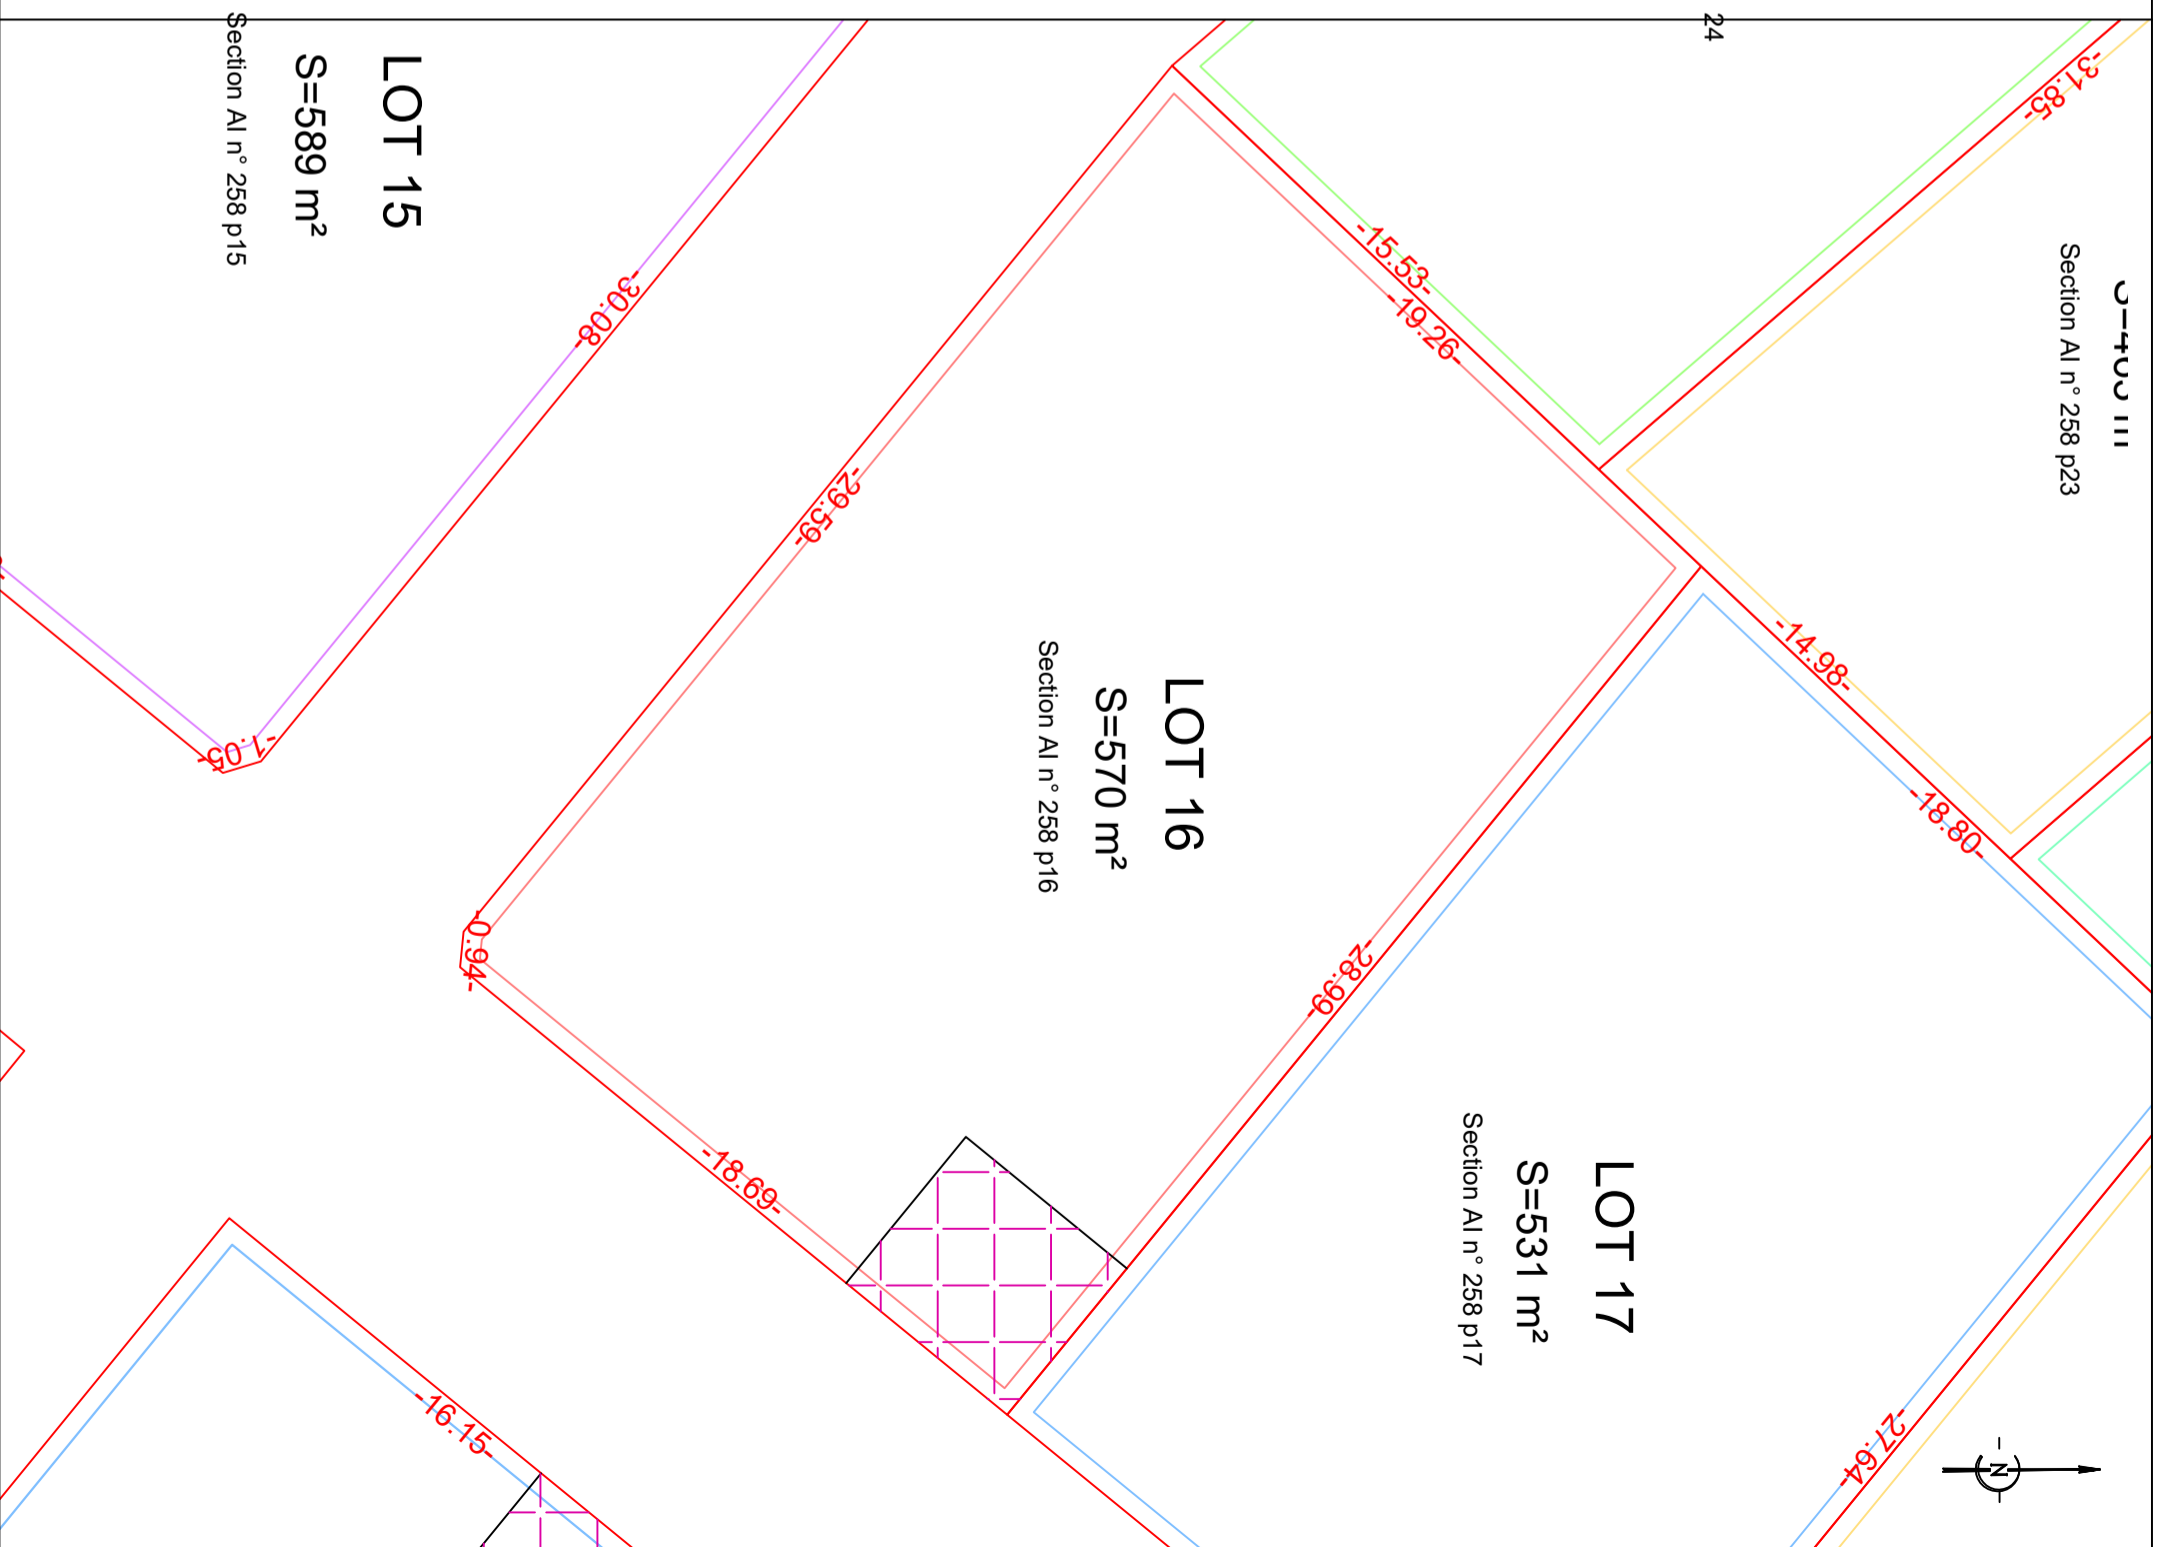 24
-31.85-
Section AI n° 258 p23
LOT 15
S=589 m²
Section AI n° 258 p15
-30.08-
-1.05-
-15.53-
-19.26-
-29.59-
-14.98-
-18.80-
LOT 16
S=570 m²
Section AI n° 258 p16
-0.94-
-28.99-
-18.69-
LOT 17
S=531 m²
Section AI n° 258 p17
-16.15-
-27.64-
N